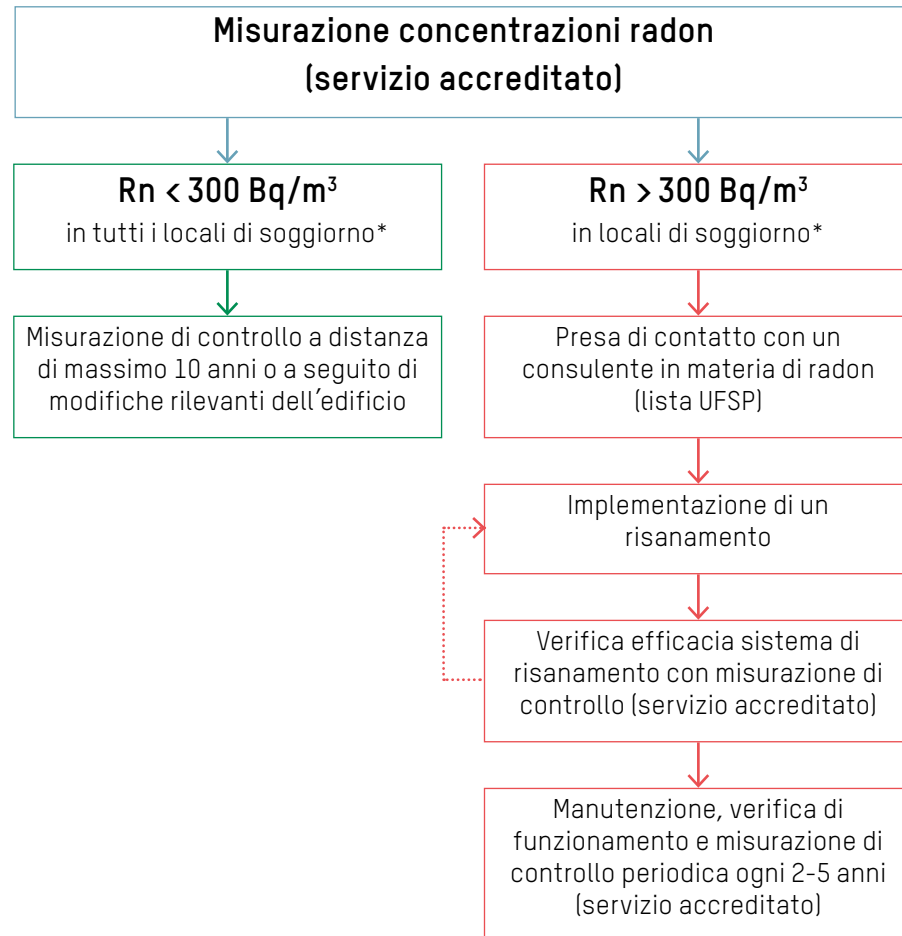 Misurazione concentrazioni radon
(servizio accreditato)
Rn < 300 Bq/m³
in tutti i locali di soggiorno*
Misurazione di controllo a distanza
di massimo 10 anni o a seguito di
modifiche rilevanti dell'edificio
Rn > 300 Bq/m³
in locali di soggiorno*
Presa di contatto con un
consulente in materia di radon
(lista UFSP)
Implementazione di un
risanamento
Verifica efficacia sistema di
risanamento con misurazione di
controllo (servizio accreditato)
Manutenzione, verifica di
funzionamento e misurazione di
controllo periodica ogni 2-5 anni
(servizio accreditato)